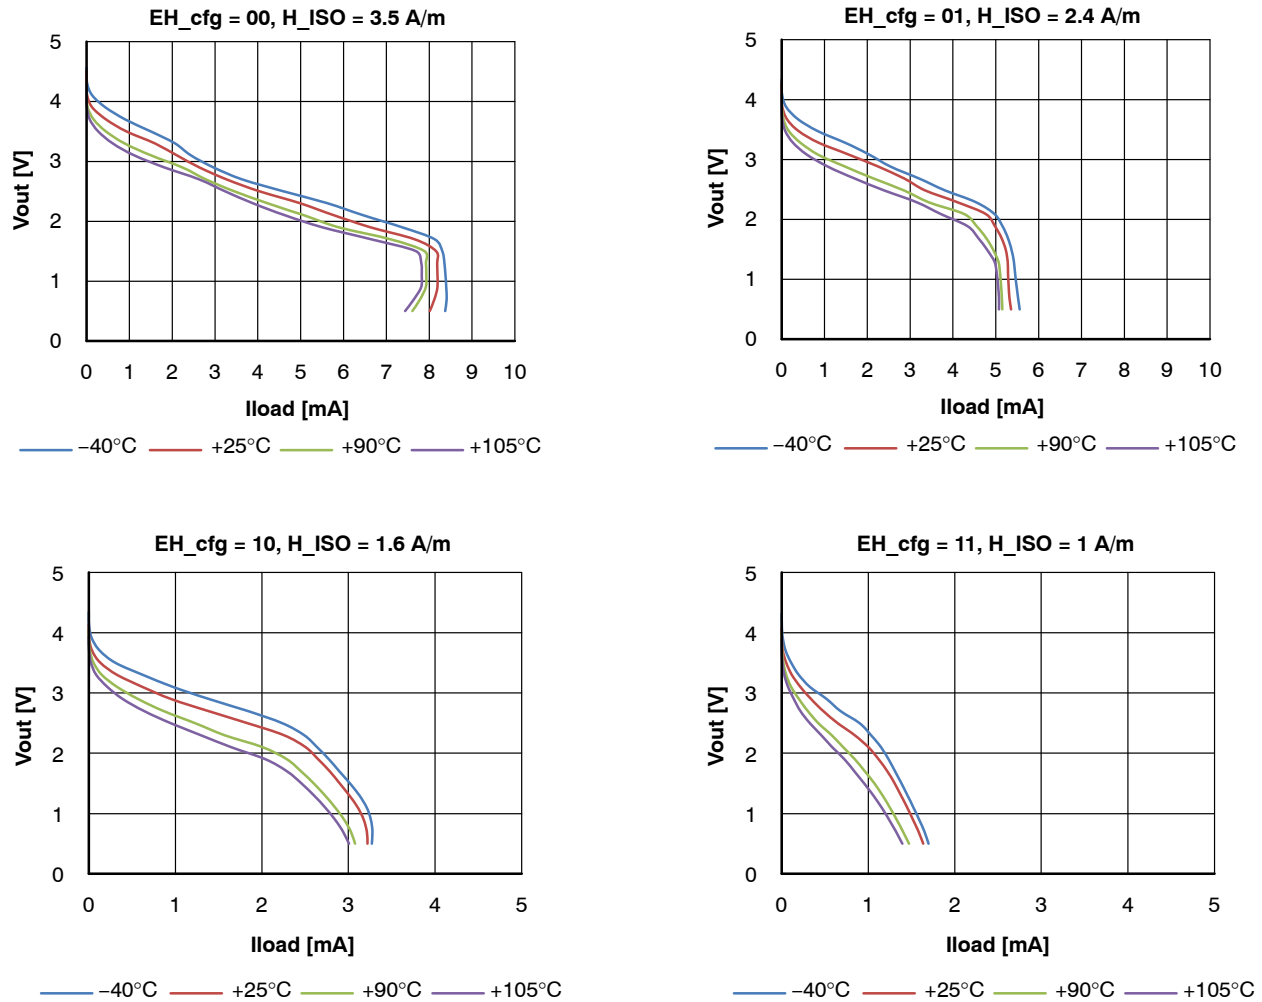 EH_cfg = 00, H_ISO = 3.5 A/m
5
4
3
2
1
0
Vout [V]
0 1 2 3 4 5 6 7 8 9 10
Iload [mA]
−40°C +25°C +90°C +105°C
EH_cfg = 01, H_ISO = 2.4 A/m
5
4
3
2
1
0
Vout [V]
0 1 2 3 4 5 6 7 8 9 10
Iload [mA]
−40°C +25°C +90°C +105°C
EH_cfg = 10, H_ISO = 1.6 A/m
5
4
3
2
1
0
Vout [V]
0 1 2 3 4 5
Iload [mA]
−40°C +25°C +90°C +105°C
EH_cfg = 11, H_ISO = 1 A/m
5
4
3
2
1
0
Vout [V]
0 1 2 3 4 5
Iload [mA]
−40°C +25°C +90°C +105°C